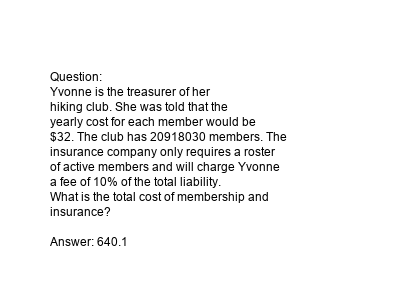 Question:
Yvonne is the treasurer of her
hiking club. She was told that the
yearly cost for each member would be
$32. The club has 20918030 members. The
insurance company only requires a roster
of active members and will charge Yvonne
a fee of 10% of the total liability.
What is the total cost of membership and
insurance?
Answer: 640.1